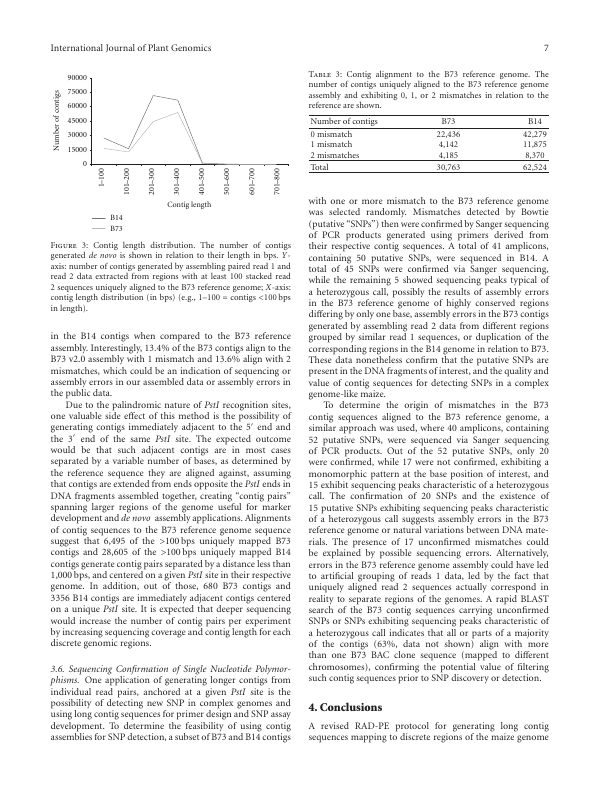 International Journal of Plant Genomics
7
90000
75000
60000
45000
30000
15000
0
Number of contigs
1–100
101–200
201–300
301–400
401–500
501–600
601–700
701–800
Contig length
B14
B73
Figure 3: Contig length distribution. The number of contigs
generated de novo is shown in relation to their length in bps. Y-
axis: number of contigs generated by assembling paired read 1 and
read 2 data extracted from regions with at least 100 stacked read
2 sequences uniquely aligned to the B73 reference genome; X-axis:
contig length distribution (in bps) (e.g., 1–100 = contigs <100 bps
in length).
in the B14 contigs when compared to the B73 reference
assembly. Interestingly, 13.4% of the B73 contigs align to the
B73 v2.0 assembly with 1 mismatch and 13.6% align with 2
mismatches, which could be an indication of sequencing or
assembly errors in our assembled data or assembly errors in
the public data.
Due to the palindromic nature of PstI recognition sites,
one valuable side effect of this method is the possibility of
generating contigs immediately adjacent to the 5′ end and
the 3′ end of the same PstI site. The expected outcome
would be that such adjacent contigs are in most cases
separated by a variable number of bases, as determined by
the reference sequence they are aligned against, assuming
that contigs are extended from ends opposite the PstI ends in
DNA fragments assembled together, creating “contig pairs”
spanning larger regions of the genome useful for marker
development and de novo assembly applications. Alignments
of contig sequences to the B73 reference genome sequence
suggest that 6,495 of the >100 bps uniquely mapped B73
contigs and 28,605 of the >100 bps uniquely mapped B14
contigs generate contig pairs separated by a distance less than
1,000 bps, and centered on a given PstI site in their respective
genome. In addition, out of those, 680 B73 contigs and
3356 B14 contigs are immediately adjacent contigs centered
on a unique PstI site. It is expected that deeper sequencing
would increase the number of contig pairs per experiment
by increasing sequencing coverage and contig length for each
discrete genomic regions.
3.6. Sequencing Confirmation of Single Nucleotide Polymor-
phisms. One application of generating longer contigs from
individual read pairs, anchored at a given PstI site is the
possibility of detecting new SNP in complex genomes and
using long contig sequences for primer design and SNP assay
development. To determine the feasibility of using contig
assemblies for SNP detection, a subset of B73 and B14 contigs
Table 3: Contig alignment to the B73 reference genome. The
number of contigs uniquely aligned to the B73 reference genome
assembly and exhibiting 0, 1, or 2 mismatches in relation to the
reference are shown.
Number of contigs B73 B14
0 mismatch 22,436 42,279
1 mismatch 4,142 11,875
2 mismatches 4,185 8,370
Total 30,763 62,524
with one or more mismatch to the B73 reference genome
was selected randomly. Mismatches detected by Bowtie
(putative “SNPs”) then were confirmed by Sanger sequencing
of PCR products generated using primers derived from
their respective contig sequences. A total of 41 amplicons,
containing 50 putative SNPs, were sequenced in B14. A
total of 45 SNPs were confirmed via Sanger sequencing,
while the remaining 5 showed sequencing peaks typical of
a heterozygous call, possibly the results of assembly errors
in the B73 reference genome of highly conserved regions
differing by only one base, assembly errors in the B73 contigs
generated by assembling read 2 data from different regions
grouped by similar read 1 sequences, or duplication of the
corresponding regions in the B14 genome in relation to B73.
These data nonetheless confirm that the putative SNPs are
present in the DNA fragments of interest, and the quality and
value of contig sequences for detecting SNPs in a complex
genome-like maize.
To determine the origin of mismatches in the B73
contig sequences aligned to the B73 reference genome, a
similar approach was used, where 40 amplicons, containing
52 putative SNPs, were sequenced via Sanger sequencing
of PCR products. Out of the 52 putative SNPs, only 20
were confirmed, while 17 were not confirmed, exhibiting a
monomorphic pattern at the base position of interest, and
15 exhibit sequencing peaks characteristic of a heterozygous
call. The confirmation of 20 SNPs and the existence of
15 putative SNPs exhibiting sequencing peaks characteristic
of a heterozygous call suggests assembly errors in the B73
reference genome or natural variations between DNA mate-
rials. The presence of 17 unconfirmed mismatches could
be explained by possible sequencing errors. Alternatively,
errors in the B73 reference genome assembly could have led
to artificial grouping of reads 1 data, led by the fact that
uniquely aligned read 2 sequences actually correspond in
reality to separate regions of the genomes. A rapid BLAST
search of the B73 contig sequences carrying unconfirmed
SNPs or SNPs exhibiting sequencing peaks characteristic of
a heterozygous call indicates that all or parts of a majority
of the contigs (63%, data not shown) align with more
than one B73 BAC clone sequence (mapped to different
chromosomes), confirming the potential value of filtering
such contig sequences prior to SNP discovery or detection.
4. Conclusions
A revised RAD-PE protocol for generating long contig
sequences mapping to discrete regions of the maize genome